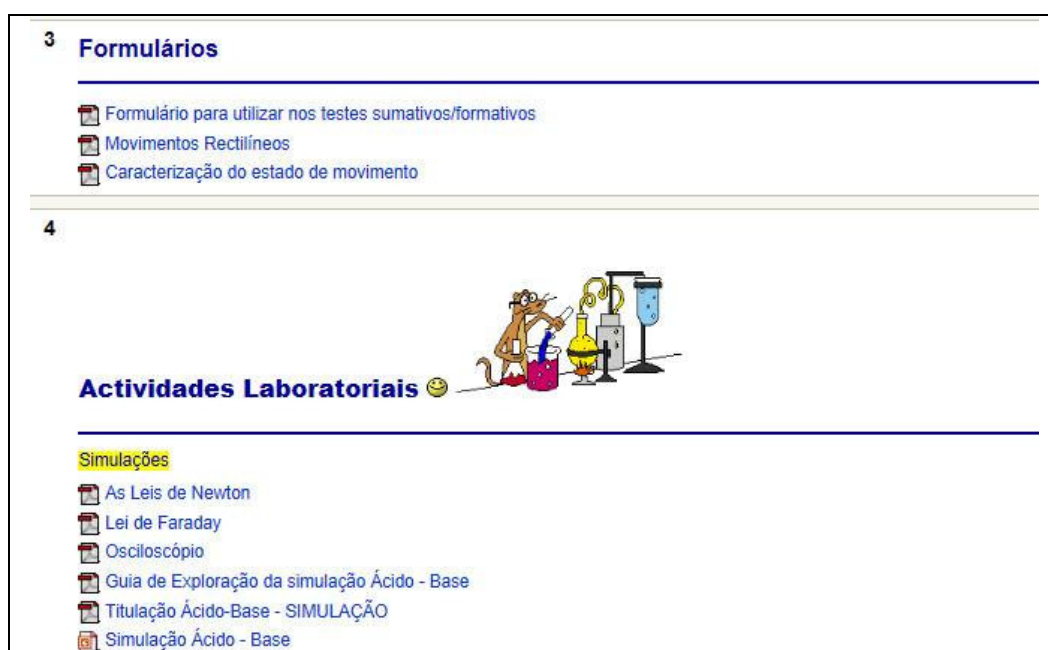 3
Formulários
Formulário para utilizar nos testes sumativos/formativos
Movimentos Rectilíneos
Caracterização do estado de movimento
4
Actividades Laboratoriais
Simulações
As Leis de Newton
Lei de Faraday
Osciloscópio
Guia de Exploração da simulação Ácido - Base
Titulação Ácido-Base - SIMULAÇÃO
Simulação Ácido - Base